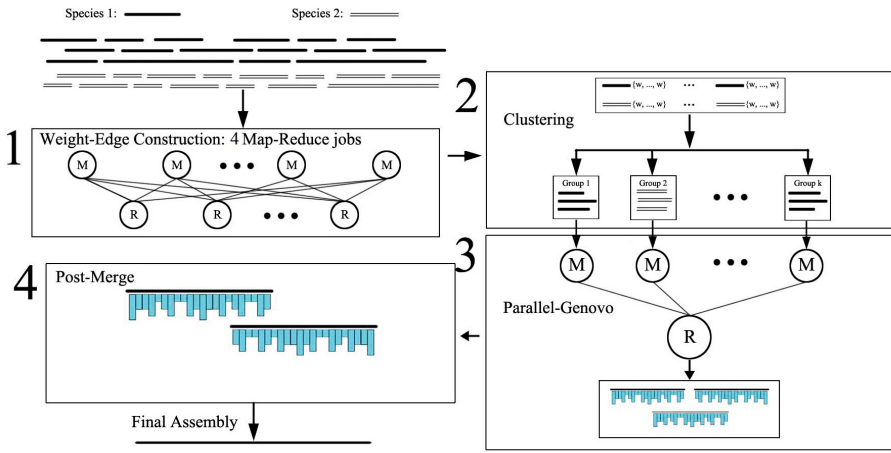 Species 1:
Species 2:
1
Weight-Edge Construction: 4 Map-Reduce jobs
M M M M
R R R
2
{w, ..., w} ... {w, ..., w}
{w, ..., w} ... {w, ..., w}
Clustering
Group 1 Group 2 Group k
3
M M M
Parallel-Genovo
R
4
Post-Merge
Final Assembly